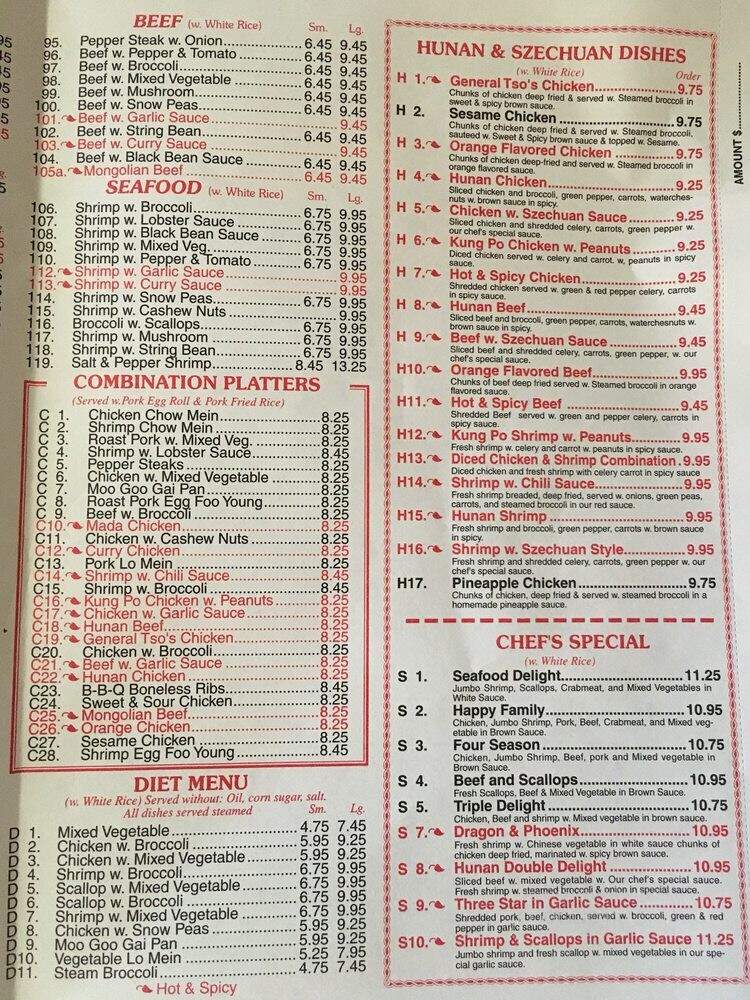 BEEF (w. White Rice) Sm. Lg.
95. Pepper Steak w. Onion 6.45 9.45
96. Pepper & Tomato 6.45 9.45
97. Beef w. Broccoli 6.45 9.45
98. Beef w. Mixed Vegetable 6.45 9.45
99. Beef w. Mushroom 6.45 9.45
100. Beef w. Snow Peas 6.45 9.45
101. Beef w. Garlic Sauce 9.45
102. Beef w. String Bean 6.45 9.45
103. Beef w. Curry Sauce 9.45
104. Beef w. Black Bean Sauce 6.45 9.45
105a. Mongolian Beef 6.45 9.45
SEAFOOD (w. White Rice) Sm. Lg.
106. Shrimp w. Broccoli 6.75 9.95
107. Shrimp w. Lobster Sauce 6.75 9.95
108. Shrimp w. Black Bean Sauce 6.75 9.95
109. Shrimp w. Mixed Veg. 6.75 9.95
110. Shrimp w. Pepper & Tomato 6.75 9.95
112. Shrimp w. Garlic Sauce 9.95
113. Shrimp w. Curry Sauce 9.95
114. Shrimp w. Snow Peas 6.75 9.95
115. Shrimp w. Cashew Nuts 9.95
116. Broccoli w. Scallops 6.75 9.95
117. Shrimp w. Mushroom 6.75 9.95
118. Shrimp w. String Bean 6.75 9.95
119. Salt & Pepper Shrimp 8.45 13.25
COMBINATION PLATTERS
(Served w.Pork Egg Roll & Pork Fried Rice)
C 1. Chicken Chow Mein 8.25
C 2. Shrimp Chow Mein 8.25
C 3. Roast Pork w. Mixed Veg. 8.25
C 4. Shrimp w. Lobster Sauce 8.45
C 5. Pepper Steaks 8.25
C 6. Chicken w. Mixed Vegetable 8.25
C 7. Moo Goo Gai Pan 8.25
C 8. Roast Pork Egg Foo Young 8.25
C 9. Beef w. Broccoli 8.25
C10. Mada Chicken 8.25
C11. Chicken w. Cashew Nuts 8.25
C12. Curry Chicken 8.25
C13. Pork Lo Mein 8.25
C14. Shrimp w. Chili Sauce 8.45
C15. Shrimp w. Broccoli 8.45
C16. Kung Po Chicken w. Peanuts 8.25
C17. Chicken w. Garlic Sauce 8.25
C18. Hunan Beef 8.25
C19. General Tso's Chicken 8.25
C20. Chicken w. Broccoli 8.25
C21. Beef w. Garlic Sauce 8.25
C22. Hunan Chicken 8.25
C23. B-B-Q Boneless Ribs 8.45
C24. Sweet & Sour Chicken 8.25
C25. Mongolian Beef 8.25
C26. Orange Chicken 8.25
C27. Sesame Chicken 8.25
C28. Shrimp Egg Foo Young 8.45
DIET MENU
(w. White Rice) Served without: Oil, corn sugar, salt.
All dishes served steamed Sm. Lg.
D 1. Mixed Vegetable 4.75 7.45
D 2. Chicken w. Broccoli 5.95 9.25
D 3. Chicken w. Mixed Vegetable 5.95 9.25
D 4. Shrimp w. Broccoli 6.75 9.95
D 5. Scallop w. Mixed Vegetable 6.75 9.95
D 6. Scallop w. Broccoli 6.75 9.95
D 7. Shrimp w. Mixed Vegetable 6.75 9.95
D 8. Chicken w. Snow Peas 5.95 9.25
D 9. Moo Goo Gai Pan 5.95 9.25
D10. Vegetable Lo Mein 5.25 7.95
D11. Steam Broccoli 4.75 7.45
Hot & Spicy
HUNAN & SZECHUAN DISHES
(w. White Rice) Order
H 1. General Tso's Chicken 9.75
Chunks of chicken deep fried & served w. Steamed broccoli in
sweet & spicy brown sauce.
H 2. Sesame Chicken 9.75
Chunks of chicken deep fried & served w. Steamed broccoli,
sauteed w. Sweet & Spicy brown sauce & topped w. Sesame.
H 3. Orange Flavored Chicken 9.75
Chunks of chicken deep-fried and served w. Steamed broccoli in
orange flavored sauce.
H 4. Hunan Chicken 9.25
Sliced chicken and broccoli, green pepper, carrots, waterches-
nuts w. brown sauce in spicy.
H 5. Chicken w. Szechuan Sauce 9.25
Sliced chicken and shredded celery, carrots, green pepper w.
our chef's special sauce.
H 6. Kung Po Chicken w. Peanuts 9.25
Diced chicken served w. celery and carrot. w, peanuts in spicy
sauce.
H 7. Hot & Spicy Chicken 9.25
Shredded chicken served w. green & red pepper celery, carrots
in spicy sauce.
H 8. Hunan Beef 9.45
Sliced beef and broccoli, green pepper, carrots, waterchesnuts w.
brown sauce in spicy.
H 9. Beef w. Szechuan Sauce 9.45
Sliced beef and shredded celery, carrots, green pepper, w. our
chef's special sauce.
H10. Orange Flavored Beef 9.95
Chunks of beef deep fried served w. Steamed broccoli in orange
flavored sauce.
H11. Hot & Spicy Beef 9.45
Shredded Beef served w. green and pepper celery, carrots in
spicy sauce.
H12. Kung Po Shrimp w. Peanuts 9.95
Fresh shrimp w. celery and carrot w. peanuts in spicy sauce.
H13. Diced Chicken & Shrimp Combination 9.95
Diced chicken and fresh shrimp with celery carrot in spicy sauce
H14. Shrimp w. Chili Sauce 9.95
Fresh shrimp breaded, deep fried, served w. onions, green peas,
carrots, and steamed broccoli in our red sauce.
H15. Hunan Shrimp 9.95
Fresh shrimp and broccoli, green pepper, carrots w. brown sauce
in spicy.
H16. Shrimp w. Szechuan Style 9.95
Fresh shrimp and shredded celery, carrots, green pepper w. our
chef's special sauce.
H17. Pineapple Chicken 9.75
Chunks of chicken, deep fried & served w. steamed broccoli in a
homemade pineapple sauce.
CHEF'S SPECIAL
(w. White Rice)
S 1. Seafood Delight 11.25
Jumbo Shrimp, Scallops, Crabmeat, and Mixed Vegetables in
White Sauce.
S 2. Happy Family 10.95
Chicken, Jumbo Shrimp, Pork, Beef, Crabmeat, and Mixed veg-
etable in Brown Sauce.
S 3. Four Season 10.75
Chicken, Jumbo Shrimp, Beef, pork and Mixed vegetable in
Brown Sauce.
S 4. Beef and Scallops 10.95
Fresh Scallops, Beef & Mixed Vegetable in Brown Sauce.
S 5. Triple Delight 10.75
Chicken, Beef and shrimp w. Mixed vegetable in brown sauce.
S 7. Dragon & Phoenix 10.95
Fresh shrimp w. Chinese vegetable in white sauce chunks of
chicken deep fried, marinated w. spicy brown sauce.
S 8. Hunan Double Delight 10.95
Sliced beef w. mixed vegetable w. Our chef's special sauce.
Fresh shrimp w. steamed broccoli & onion in special sauce.
S 9. Three Star in Garlic Sauce 10.75
Shredded pork, beef, chicken, served w. broccoli, green & red
pepper in garlic sauce.
S10. Shrimp & Scallops in Garlic Sauce 11.25
Jumbo shrimp and fresh scallop w. mixed vegetables in our spe-
cial garlic sauce.
AMOUNT $